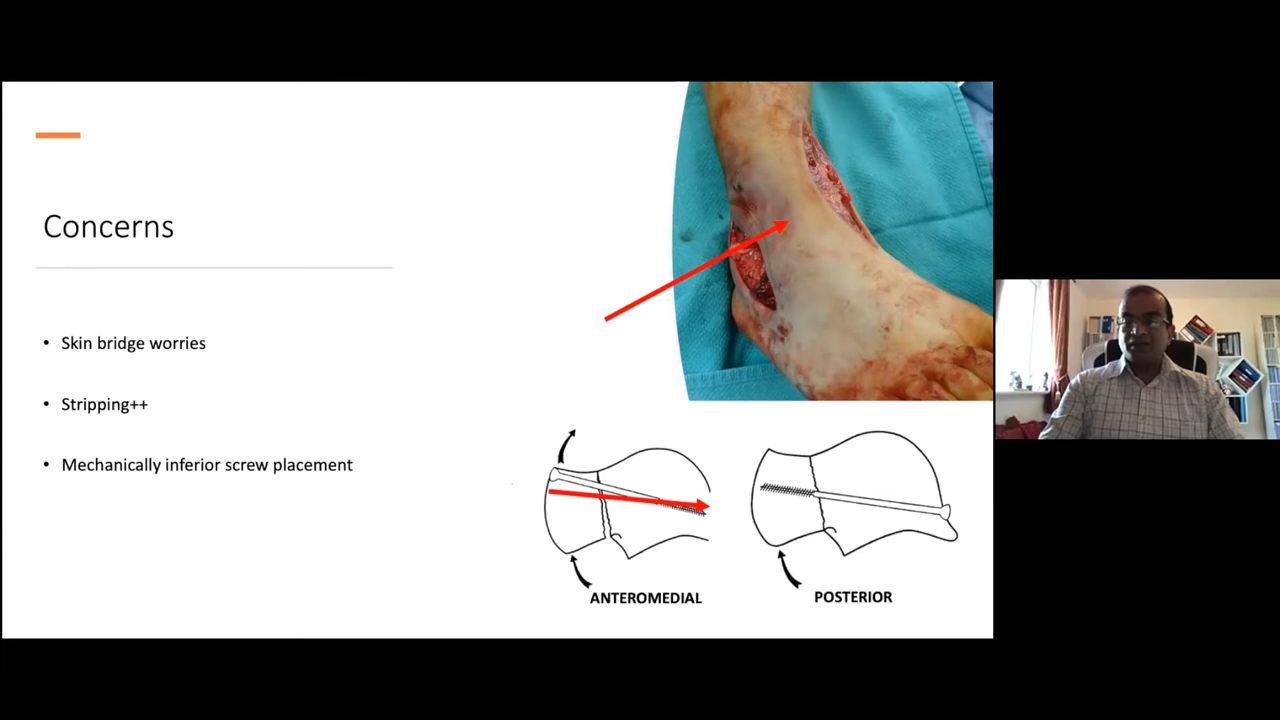 Concerns
• Skin bridge worries
• Stripping++
• Mechanically inferior screw placement
ANTEROMEDIAL
POSTERIOR